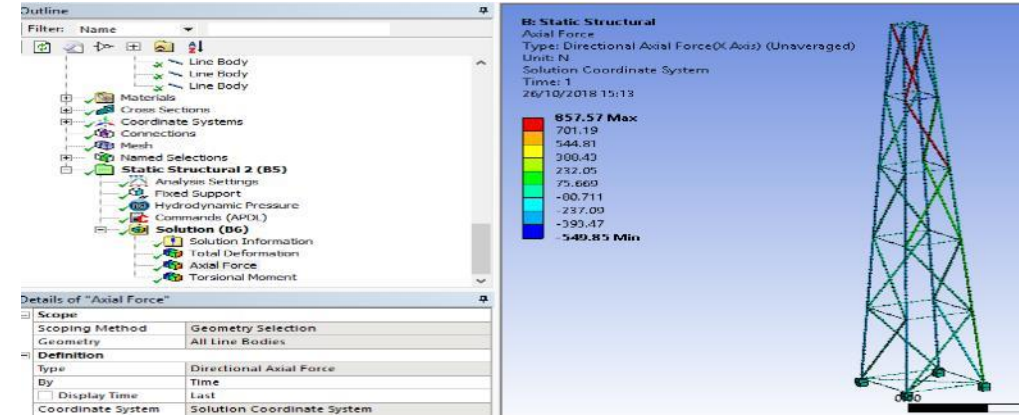 Outline
Filter: Name
Line Body
Line Body
Line Body
Materials
Cross Sections
Coordinate Systems
Connections
Mesh
Named Selections
Static Structural 2 (B5)
Analysis Settings
Fixed Support
Hydrodynamic Pressure
Commands (APDL)
Solution (B6)
Solution Information
Total Deformation
Axial Force
Torsional Moment
Details of "Axial Force"
Scope
Scoping Method Geometry Selection
Geometry All Line Bodies
Definition
Type Directional Axial Force
By Time
Display Time Last
Coordinate System Solution Coordinate System
B: Static Structural
Axial Force
Type: Directional Axial Force(X Axis) (Unaveraged)
Unit: N
Solution Coordinate System
Time: 1
26/10/2018 15:13
857.57 Max
701.19
544.81
388.43
232.05
75.669
-80.711
-237.09
-393.47
-549.85 Min